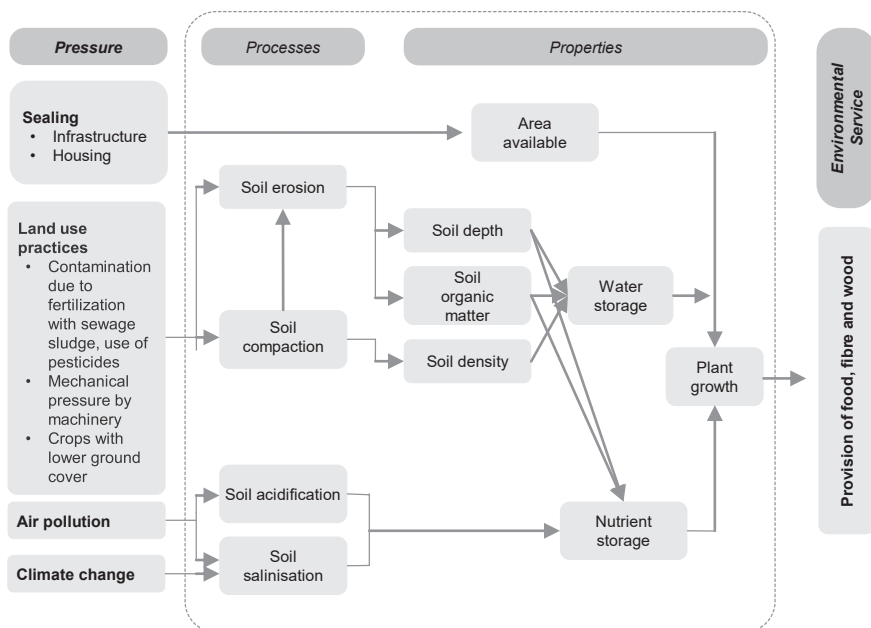 Pressure
Processes
Properties
Environmental
Service
Sealing
• Infrastructure
• Housing
Area
available
Soil erosion
Land use
practices
• Contamination
due to
fertilization
with sewage
sludge, use of
pesticides
• Mechanical
pressure by
machinery
• Crops with
lower ground
cover
Soil depth
Soil
organic
matter
Water
storage
Soil
compaction
Soil density
Plant
growth
Provision of food, fibre and wood
Soil acidification
Air pollution
Nutrient
storage
Soil
salinisation
Climate change